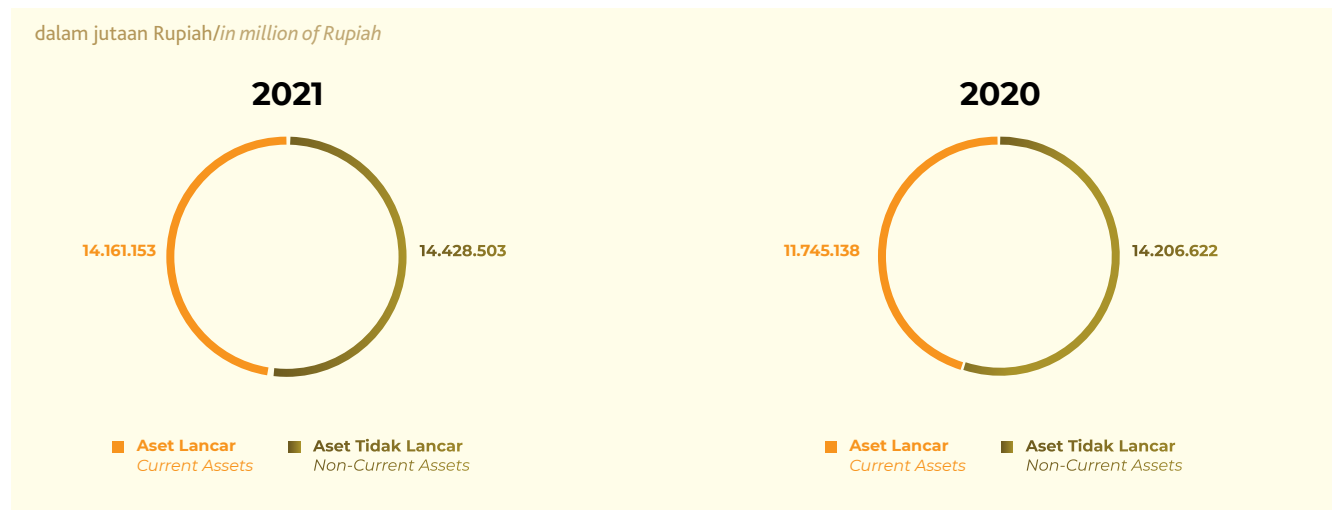 dalam jutaan Rupiah/in million of Rupiah
2021
14.161.153
14.428.503
Aset Lancar
Current Assets
Aset Tidak Lancar
Non-Current Assets
2020
11.745.138
14.206.622
Aset Lancar
Current Assets
Aset Tidak Lancar
Non-Current Assets